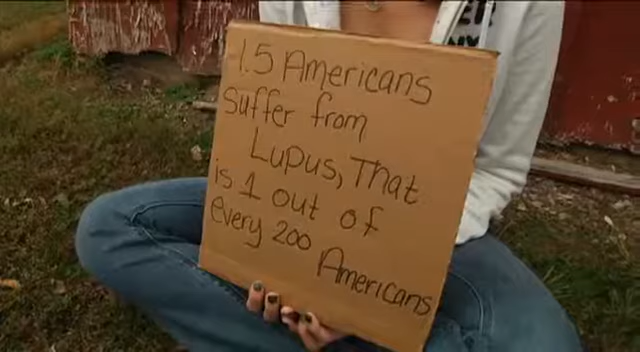 1.5 Americans
Suffer from
Lupus, That
is 1 out of
every 200
Americans